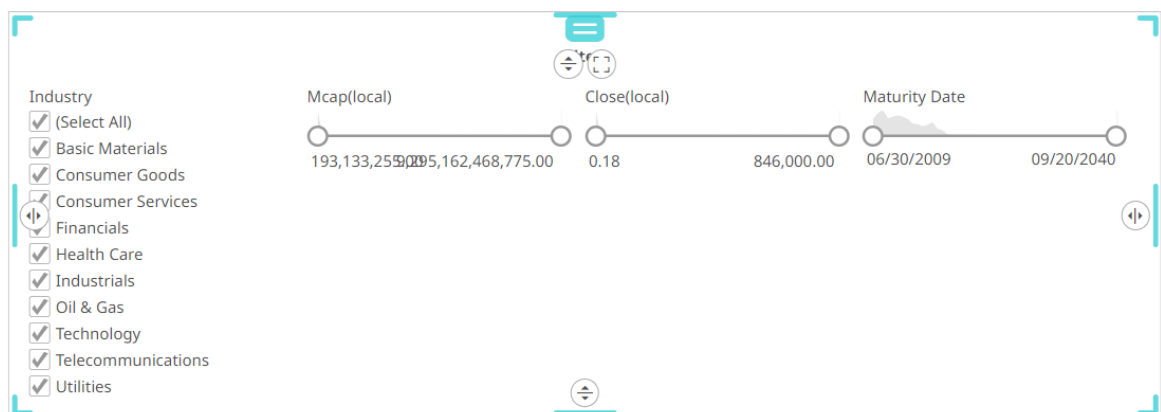 Industry
(Select All)
Basic Materials
Consumer Goods
Consumer Services
Financials
Health Care
Industrials
Oil & Gas
Technology
Telecommunications
Utilities
Mcap(local)
Close(local)
0.18 846,000.00
Maturity Date
06/30/2009 09/20/2040